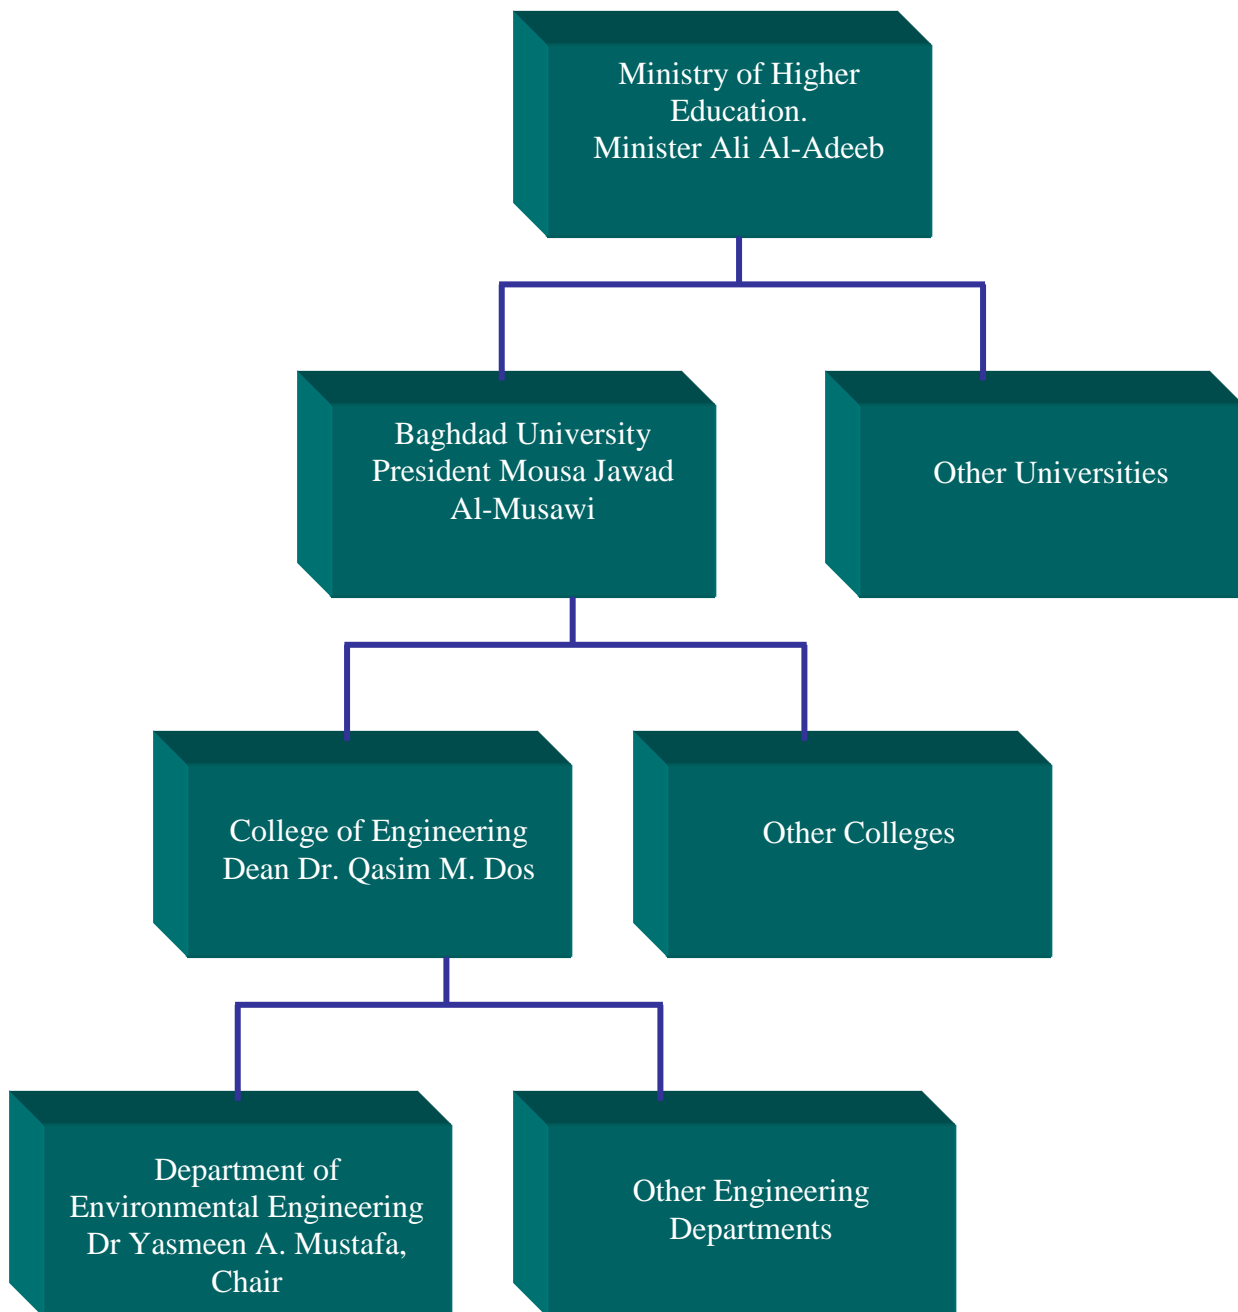 Ministry of Higher
Education.
Minister Ali Al-Adeeb
Baghdad University
President Mousa Jawad
Al-Musawi
Other Universities
College of Engineering
Dean Dr. Qasim M. Dos
Other Colleges
Department of
Environmental Engineering
Dr Yasmeen A. Mustafa,
Chair
Other Engineering
Departments